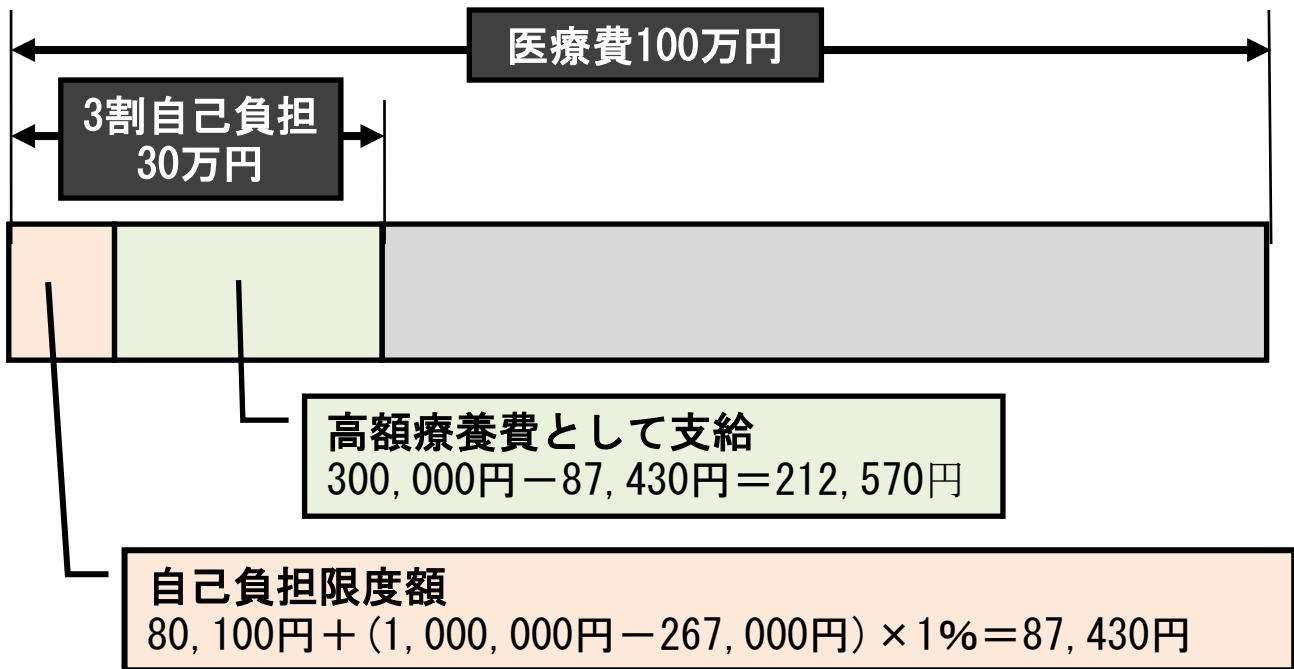 医療費100万円
3割自己負担
30万円
高額療養費として支給
300,000円－87,430円＝212,570円
自己負担限度額
80,100円＋(1,000,000円－267,000円)×1%＝87,430円